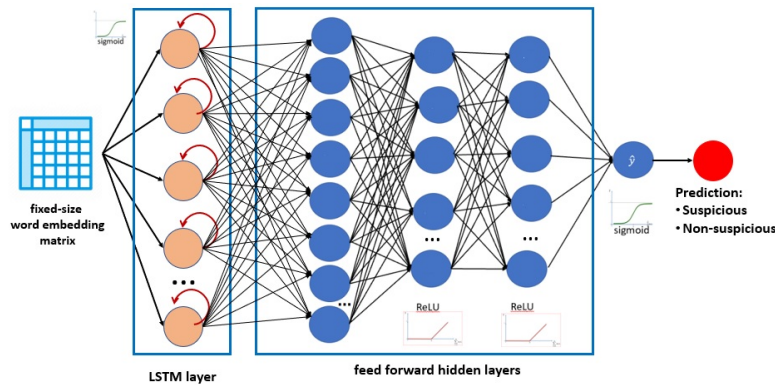 sigmoid
fixed-size
word embedding
matrix
...
LSTM layer
...
...
...
ReLU
ReLU
feed forward hidden layers
ŷ
sigmoid
Prediction:
• Suspicious
• Non-suspicious